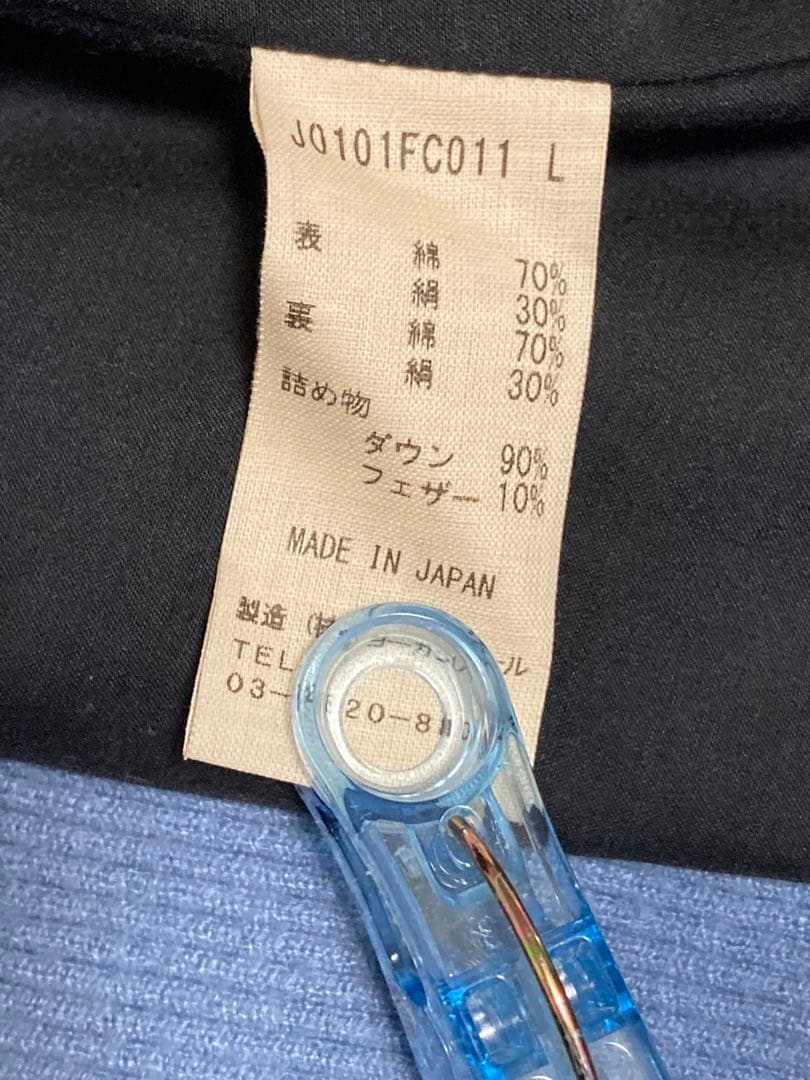 J0101FC011 L
表 綿 70%
絹 30%
裏 綿 70%
絹 30%
詰め物
ダウン 90%
フェザー 10%
MADE IN JAPAN
製造
TEL
03-